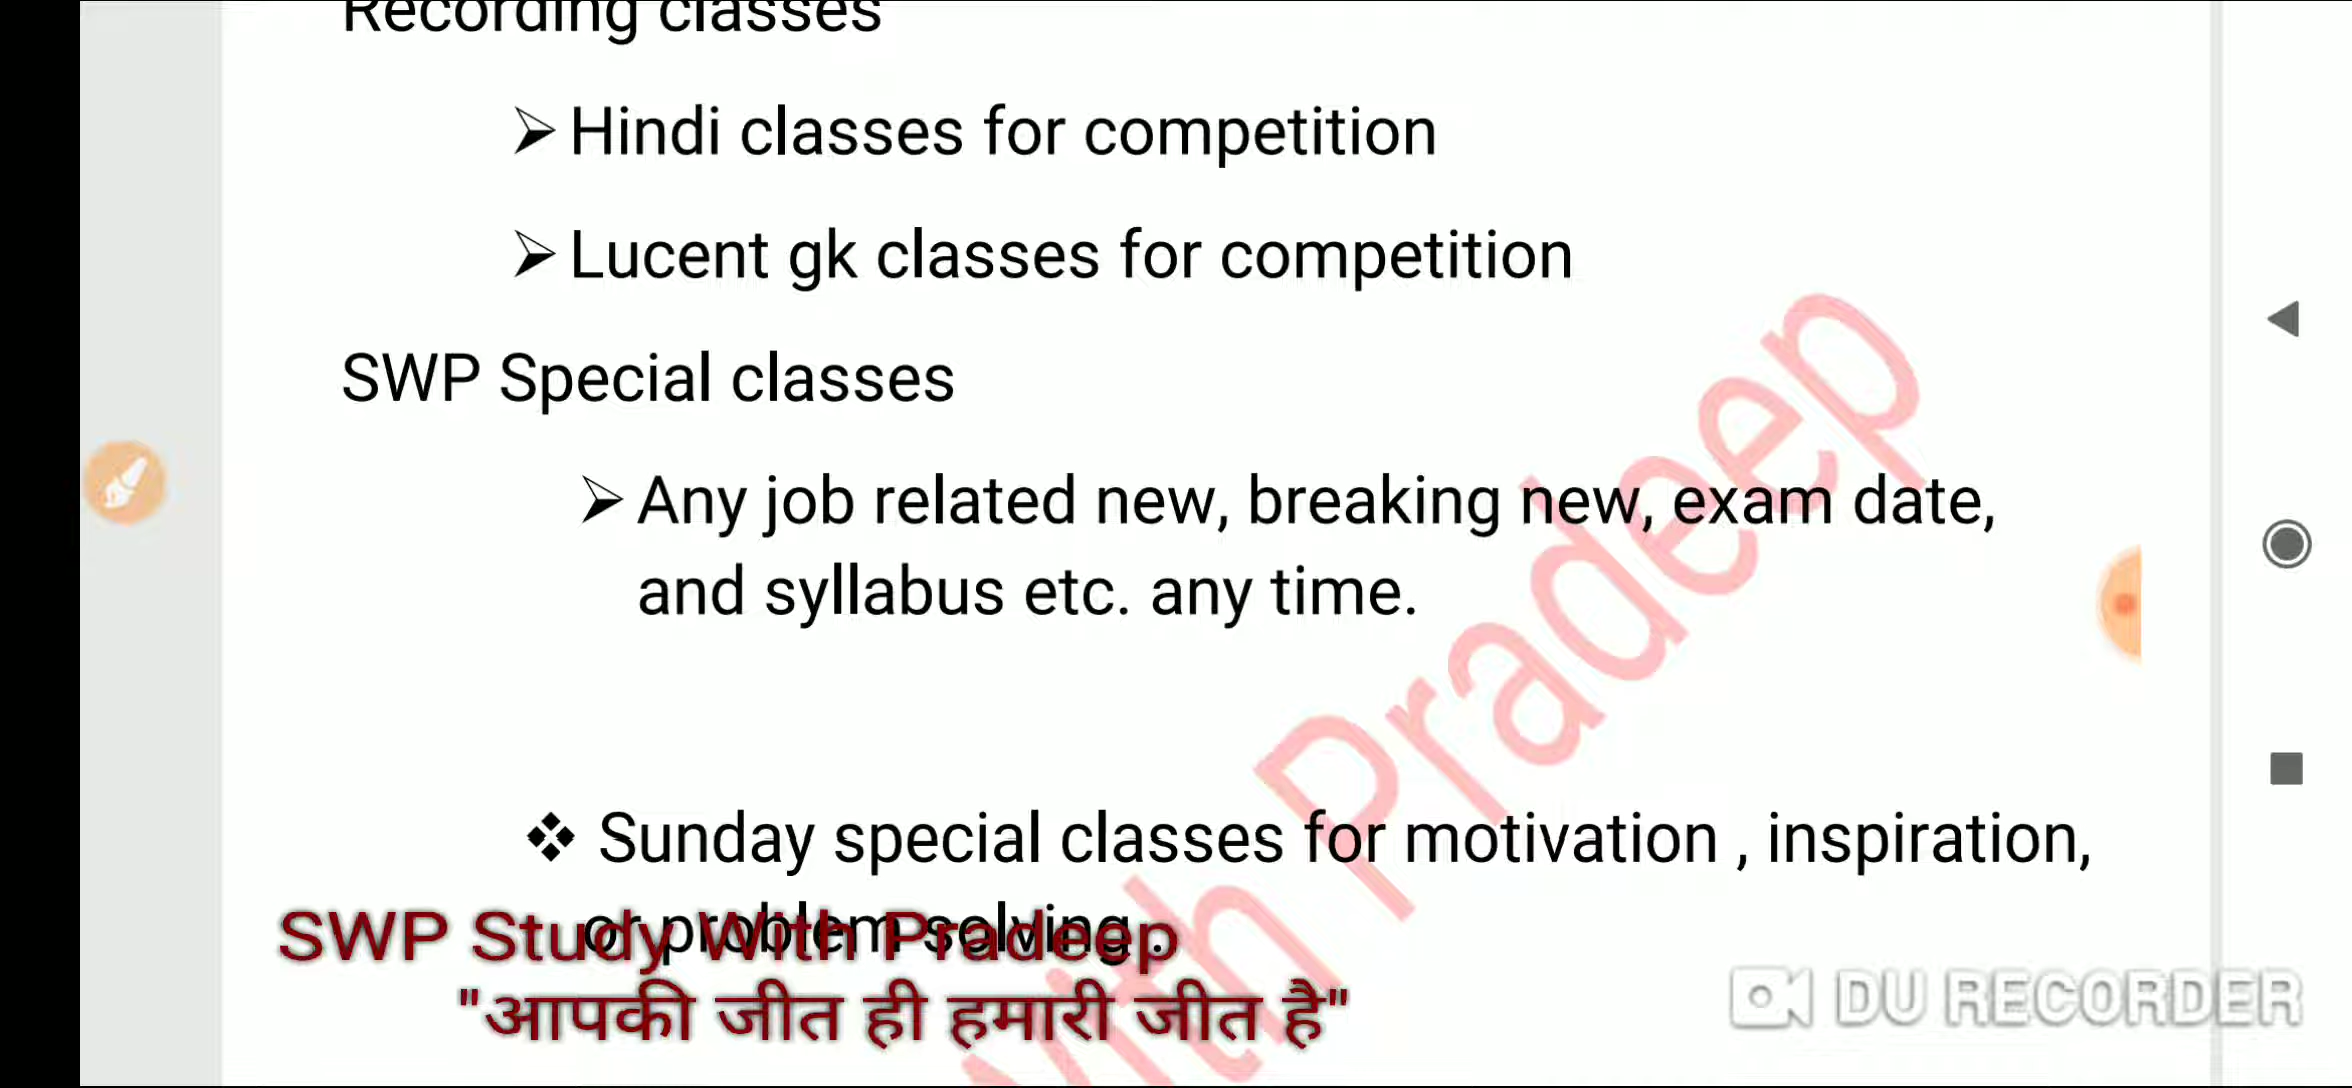 Recording classes
➢ Hindi classes for competition
➢ Lucent gk classes for competition
SWP Special classes
➢ Any job related new, breaking new, exam date,
and syllabus etc. any time.
❖ Sunday special classes for motivation , inspiration,
or problem solving .
SWP Study With Pradeep
"आपकी जीत ही हमारी जीत है"
With Pradeep
DU RECORDER